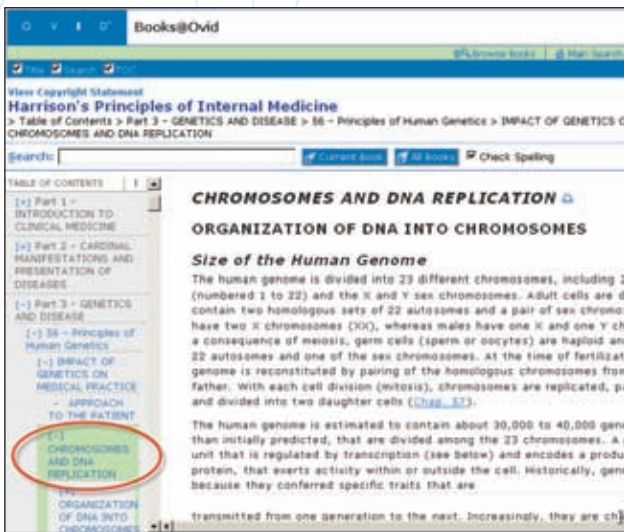 O V I D
Books@Ovid
Browse Books
Main Search
Title Search TOC
View Copyright Statement
Harrison's Principles of Internal Medicine
> Table of Contents > Part 3 - GENETICS AND DISEASE > 56 - Principles of Human Genetics > IMPACT OF GENETICS O
CHROMOSOMES AND DNA REPLICATION
Search:
Current Book
All Books
Check Spelling
TABLE OF CONTENTS
[+] Part 1 -
INTRODUCTION TO
CLINICAL MEDICINE
[+] Part 2 - CARDINAL
MANIFESTATIONS AND
PRESENTATION OF
DISEASES
[-] Part 3 - GENETICS
AND DISEASE
[-] 56 - Principles of
Human Genetics
[-] IMPACT OF
GENETICS ON
MEDICAL PRACTICE
- APPROACH
TO THE PATIENT
[-]
CHROMOSOMES
AND DNA
REPLICATION
[+]
ORGANIZATION
OF DNA INTO
CHROMOSOMES
CHROMOSOMES AND DNA REPLICATION
ORGANIZATION OF DNA INTO CHROMOSOMES
Size of the Human Genome
The human genome is divided into 23 different chromosomes, including 2
(numbered 1 to 22) and the X and Y sex chromosomes. Adult cells are d
contain two homologous sets of 22 autosomes and a pair of sex chromo
have two X chromosomes (XX), whereas males have one X and one Y ch
a consequence of meiosis, germ cells (sperm or oocytes) are haploid an
22 autosomes and one of the sex chromosomes. At the time of fertilizat
genome is reconstituted by pairing of the homologous chromosomes from
father. With each cell division (mitosis), chromosomes are replicated, pa
and divided into two daughter cells (Chap. 57).
The human genome is estimated to contain about 30,000 to 40,000 gen
than initially predicted, that are divided among the 23 chromosomes. A
unit that is regulated by transcription (see below) and encodes a produ
protein, that exerts activity within or outside the cell. Historically, gen
because they conferred specific traits that are
transmitted from one generation to the next. Increasingly, they are ch